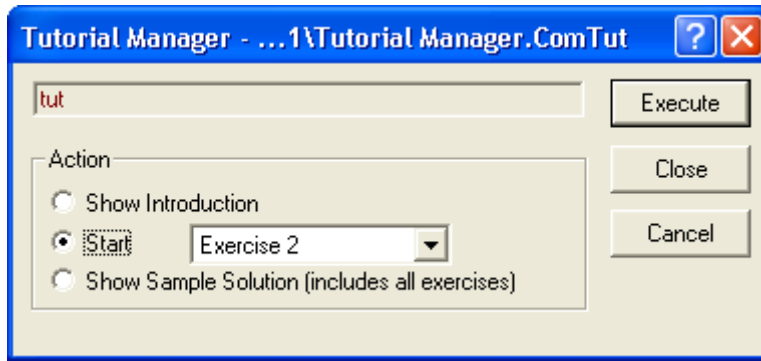 Tutorial Manager - ...1\Tutorial Manager.ComTut
tut
Execute
Action
Close
Show Introduction
Start
Exercise 2
Cancel
Show Sample Solution (includes all exercises)